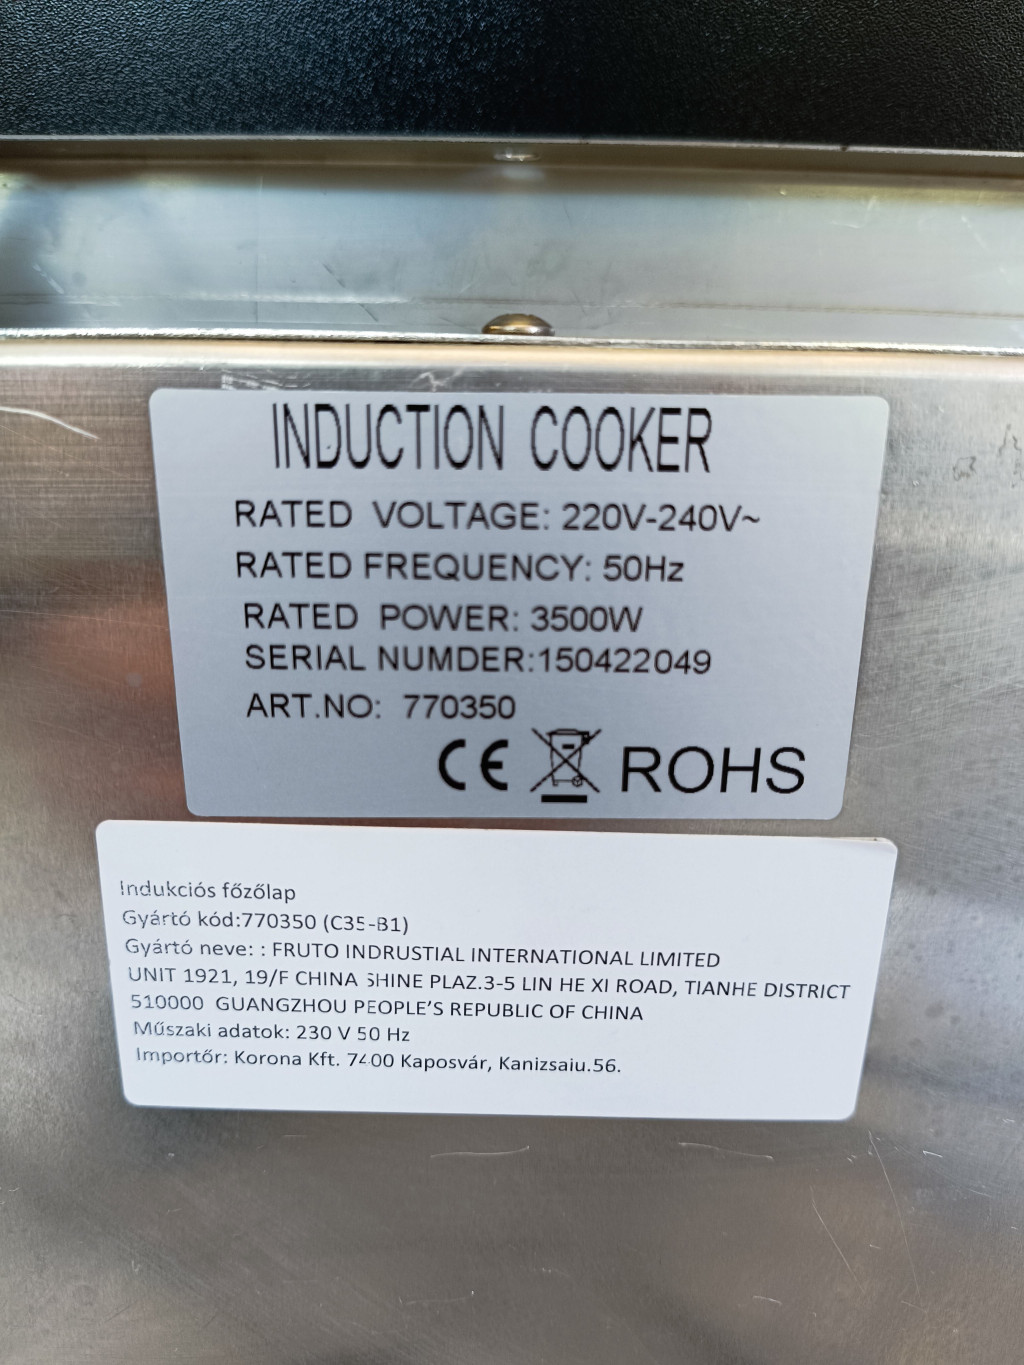 INDUCTION COOKER
RATED VOLTAGE: 220V-240V~
RATED FREQUENCY: 50Hz
RATED POWER: 3500W
SERIAL NUMDER:150422049
ART.NO: 770350
CE ROHS
Indukciós főzőlap
Gyártó kód:770350 (C35-B1)
Gyártó neve: : FRUTO INDRUSTIAL INTERNATIONAL LIMITED
UNIT 1921, 19/F CHINA SHINE PLAZ.3-5 LIN HE XI ROAD, TIANHE DISTRICT
510000 GUANGZHOU PEOPLE'S REPUBLIC OF CHINA
Műszaki adatok: 230 V 50 Hz
Importőr: Korona Kft. 7400 Kaposvár, Kanizsaiu.56.